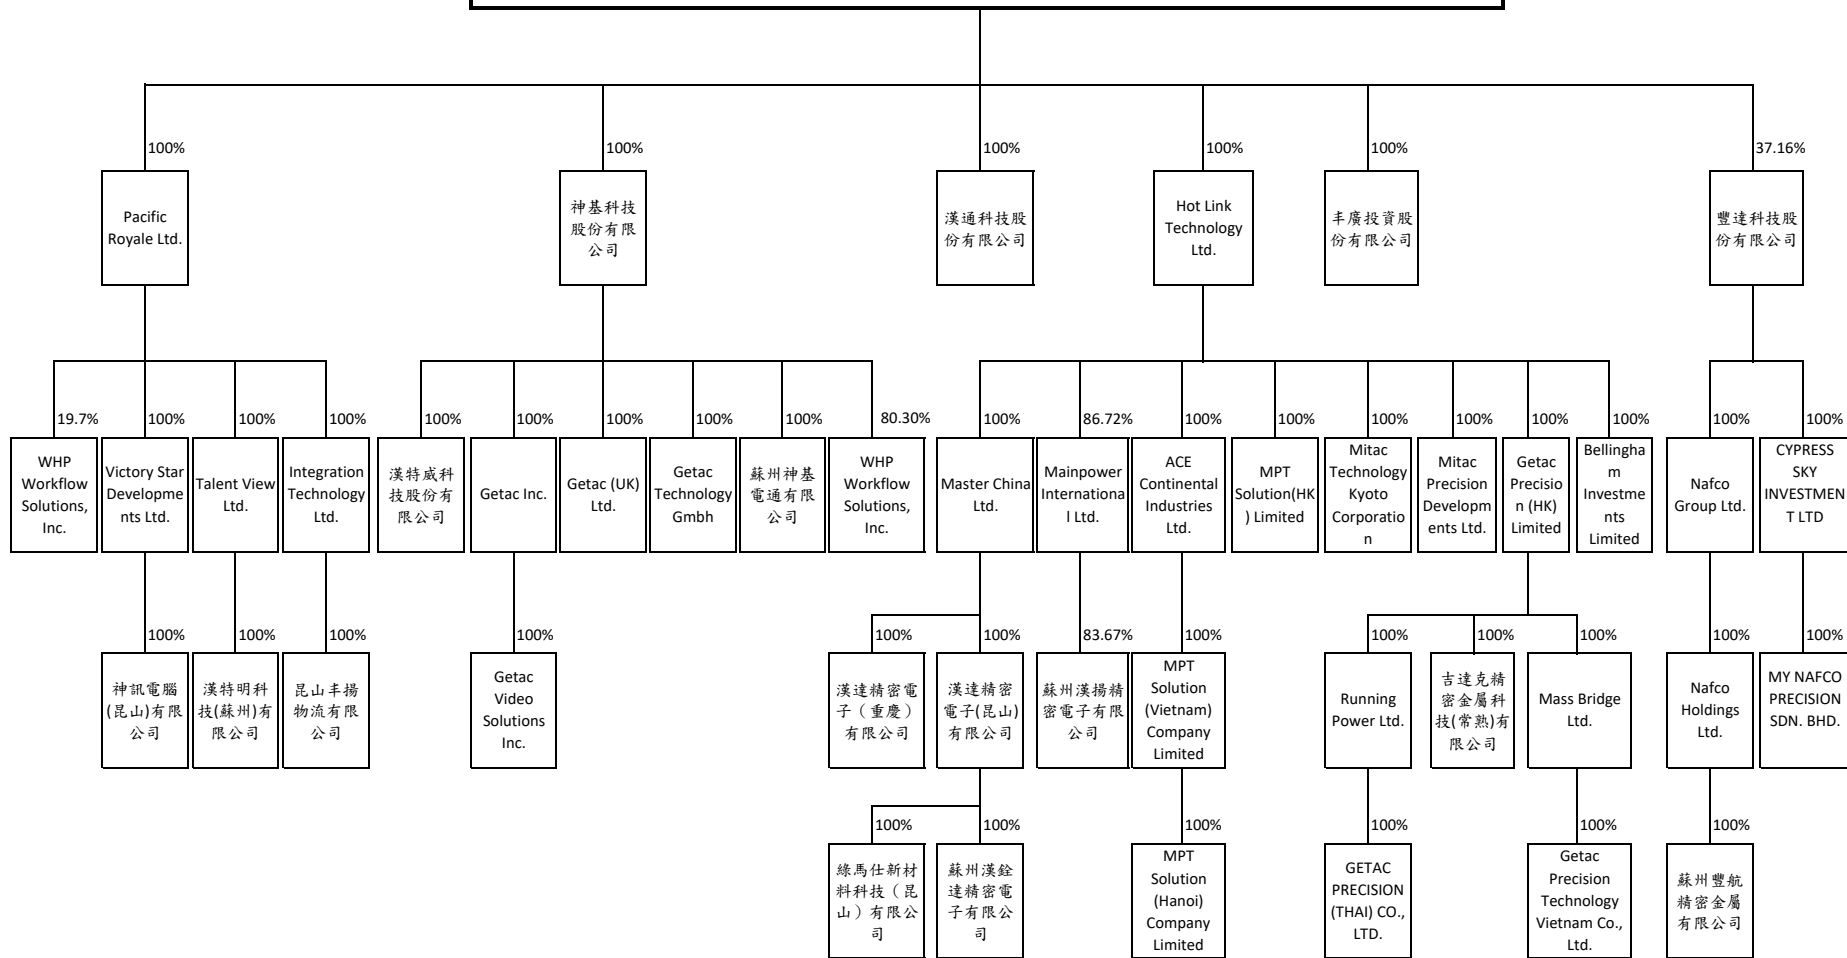 100%
100%
100%
100%
100%
37.16%
Pacific
Royale Ltd.
神基科技
股份有限
公司
漢通科技股
份有限公司
Hot Link
Technology
Ltd.
丰廣投資股
份有限公司
豐達科技股
份有限公司
19.7%
100%
100%
100%
100%
100%
100%
100%
100%
80.30%
100%
86.72%
100%
100%
100%
100%
100%
100%
100%
100%
WHP
Workflow
Solutions,
Inc.
Victory Star
Developme
nts Ltd.
Talent View
Ltd.
Integration
Technology
Ltd.
漢特威科
技股份有
限公司
Getac Inc.
Getac (UK)
Ltd.
Getac
Technology
Gmbh
蘇州神基
電通有限
公司
WHP
Workflow
Solutions,
Inc.
Master China
Ltd.
Mainpower
Internationa
l Ltd.
ACE
Continental
Industries
Ltd.
MPT
Solution(HK
) Limited
Mitac
Technology
Kyoto
Corporatio
n
Mitac
Precision
Developm
ents Ltd.
Getac
Precisio
n (HK)
Limited
Bellingha
m
Investme
nts
Limited
Nafco
Group Ltd.
CYPRESS
SKY
INVESTMEN
T LTD
100%
100%
100%
100%
100%
100%
83.67%
100%
100%
100%
100%
100%
100%
神訊電腦
(昆山)有限
公司
漢特明科
技(蘇州)有
限公司
昆山丰揚
物流有限
公司
Getac
Video
Solutions
Inc.
漢達精密電
子（重慶）
有限公司
漢達精密
電子(昆山)
有限公司
蘇州漢揚精
密電子有限
公司
MPT
Solution
(Vietnam)
Company
Limited
Running
Power Ltd.
吉達克精
密金屬科
技(常熟)有
限公司
Mass Bridge
Ltd.
Nafco
Holdings
Ltd.
MY NAFCO
PRECISION
SDN. BHD.
100%
100%
100%
100%
100%
100%
綠馬仕新材
料科技（昆
山）有限公
司
蘇州漢銓
達精密電
子有限公
司
MPT
Solution
(Hanoi)
Company
Limited
GETAC
PRECISION
(THAI) CO.,
LTD.
Getac
Precision
Technology
Vietnam Co.,
Ltd.
蘇州豐航
精密金屬
有限公司